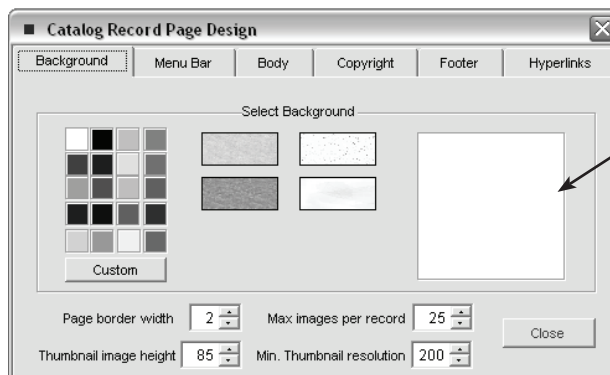 Catalog Record Page Design
Background Menu Bar Body Copyright Footer Hyperlinks
Select Background
Custom
Page border width 2 Max images per record 25
Close
Thumbnail image height 85 Min. Thumbnail resolution 200